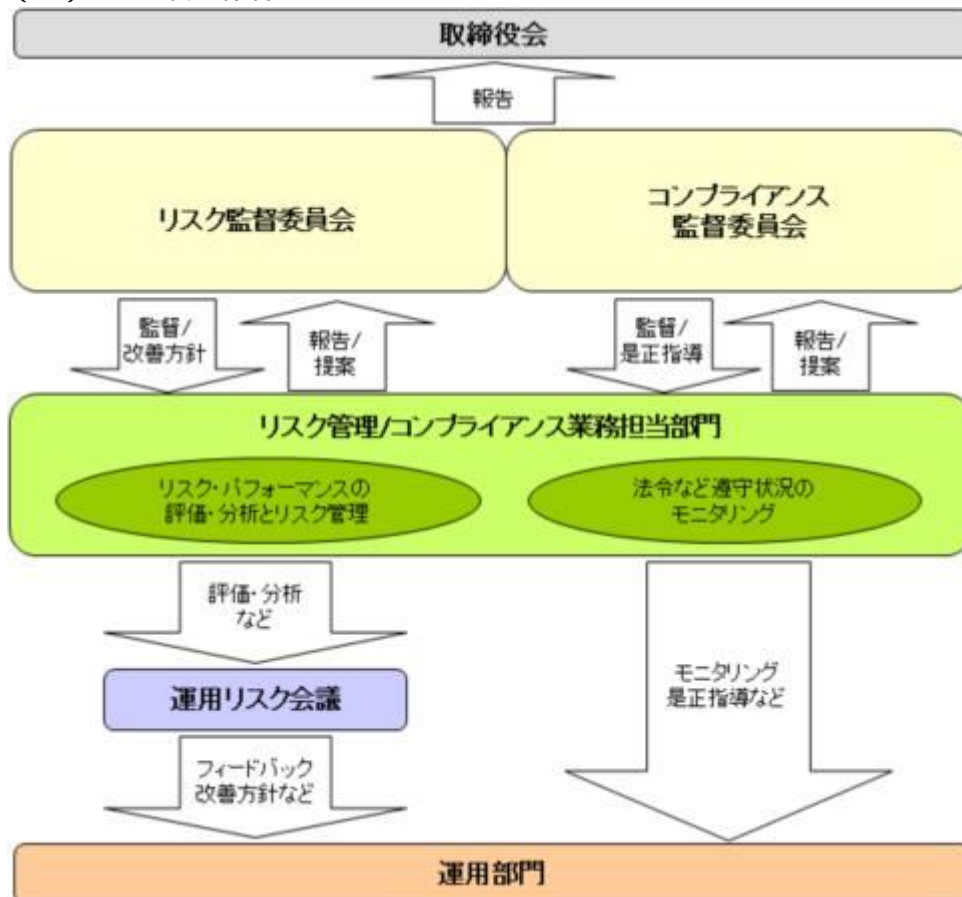 取締役会
報告
リスク監督委員会
コンプライアンス
監督委員会
監督/
改善方針
報告/
提案
監督/
是正指導
報告/
提案
リスク管理/コンプライアンス業務担当部門
リスク・パフォーマンスの
評価・分析とリスク管理
法令など遵守状況の
モニタリング
評価・分析
など
運用リスク会議
モニタリング
是正指導など
フィードバック
改善方針など
運用部門